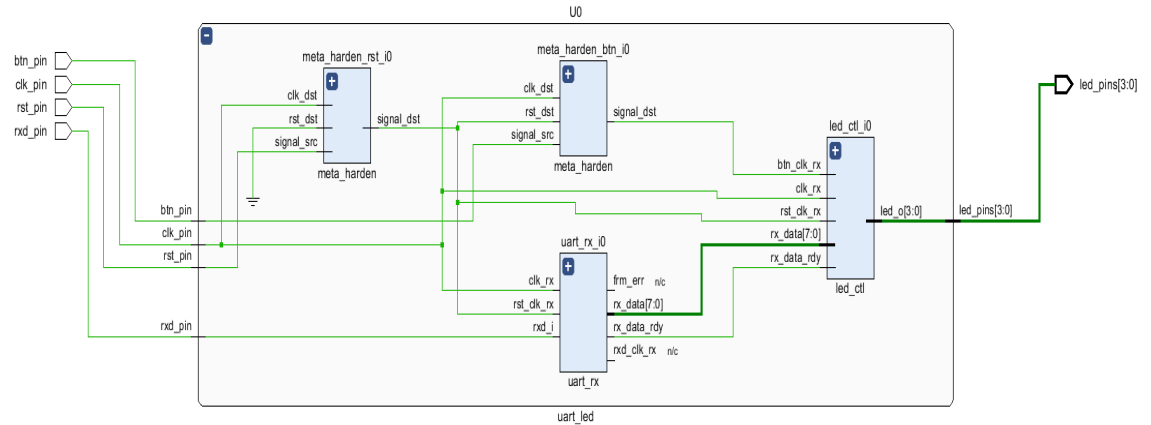 U0
btn_pin
clk_pin
rst_pin
rxd_pin
meta_harden_rst_i0
clk_dst
rst_dst
signal_src
signal_dst
meta_harden
meta_harden_btn_i0
clk_dst
rst_dst
signal_src
signal_dst
meta_harden
led_ctl_i0
btn_clk_rx
clk_rx
rst_clk_rx
rx_data[7:0]
rx_data_rdy
led_o[3:0]
led_ctl
led_pins[3:0]
led_pins[3:0]
btn_pin
clk_pin
rst_pin
rxd_pin
uart_rx_i0
clk_rx
rst_clk_rx
rxd_i
frm_err n/c
rx_data[7:0]
rx_data_rdy
rxd_clk_rx n/c
uart_rx
uart_led